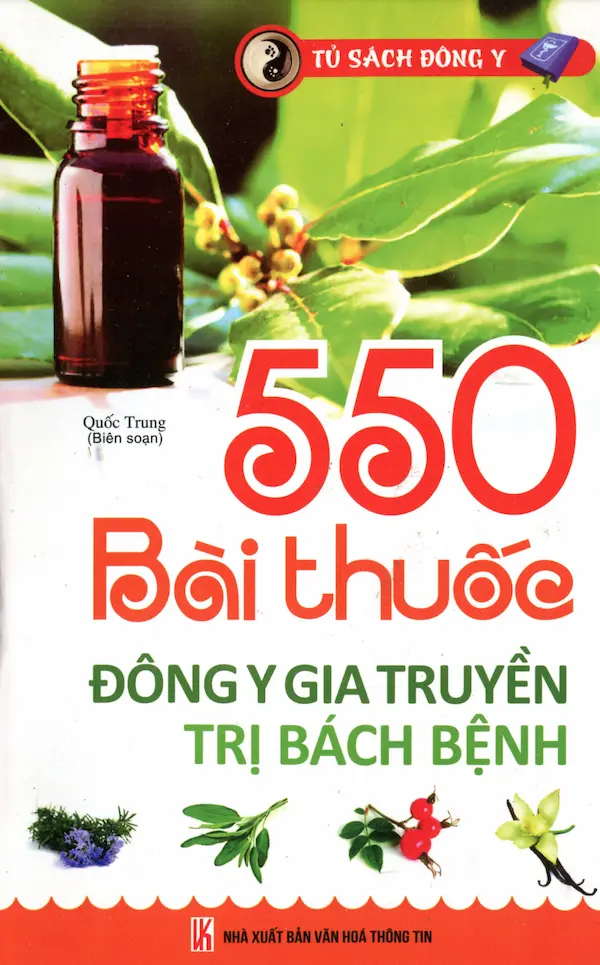 TỦ SÁCH ĐÔNG Y
Quốc Trung
(Biên soạn)
550
Bài thuốc
ĐÔNG Y GIA TRUYỀN
TRỊ BÁCH BỆNH
NHÀ XUẤT BẢN VĂN HOÁ THÔNG TIN